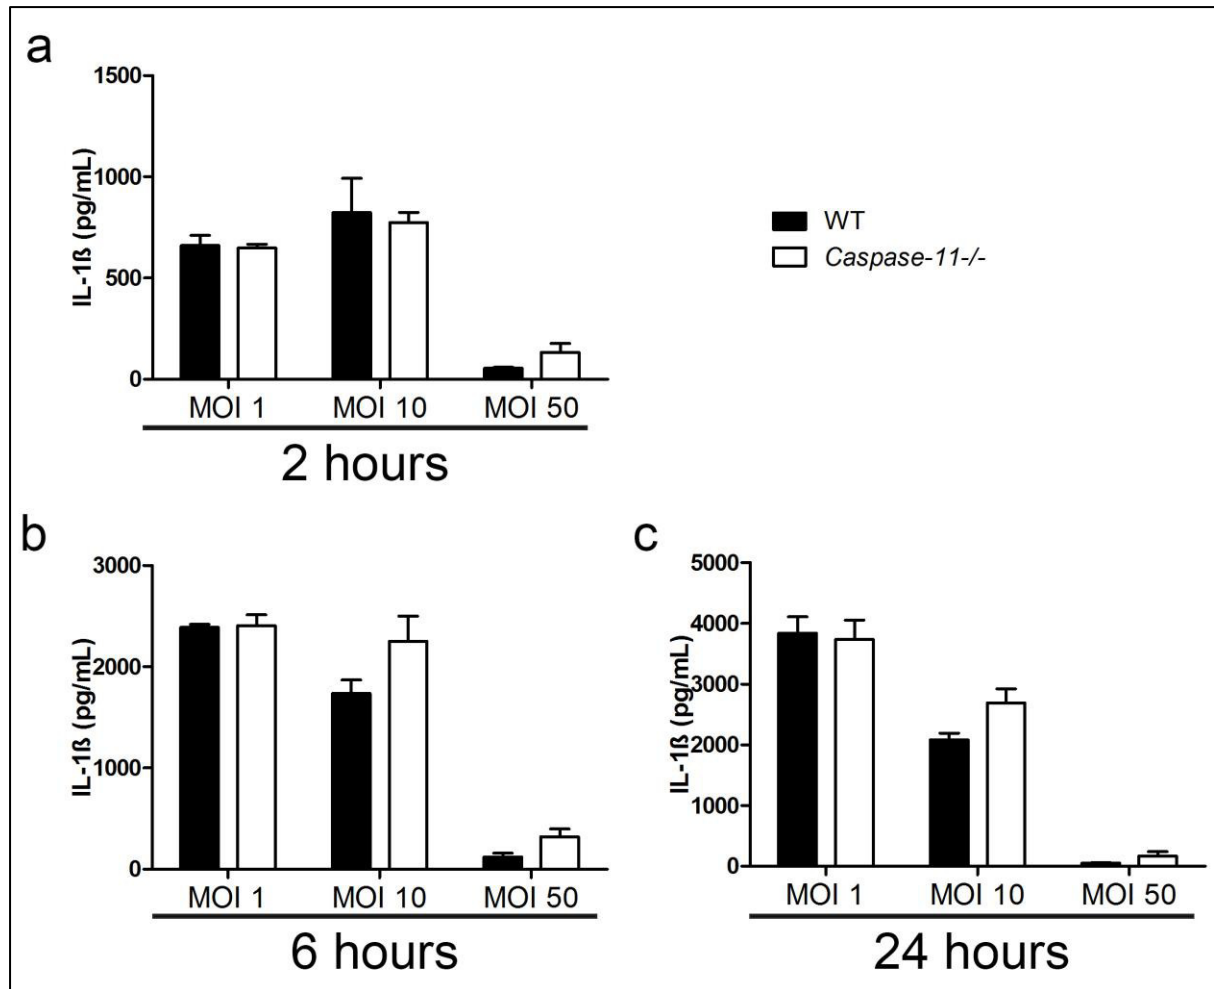 a
1500
1000
500
0
IL-1ß (pg/mL)
MOI 1 MOI 10 MOI 50
2 hours
WT
Caspase-11-/-
b
3000
2000
1000
0
IL-1ß (pg/mL)
MOI 1 MOI 10 MOI 50
6 hours
c
5000
4000
3000
2000
1000
0
IL-1ß (pg/mL)
MOI 1 MOI 10 MOI 50
24 hours